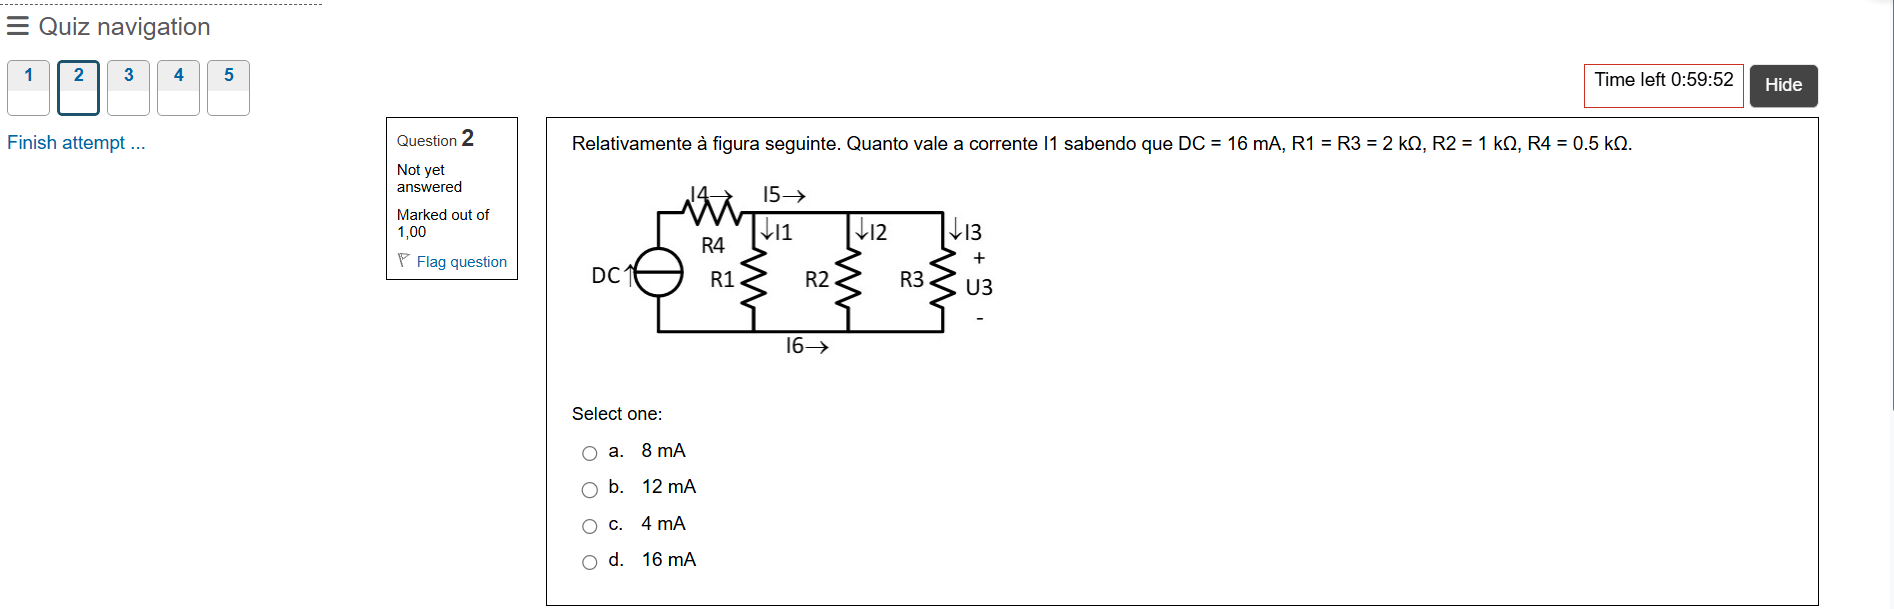 Quiz navigation
1 2 3 4 5
Finish attempt ...
Time left 0:59:52
Hide
Question 2
Not yet
answered
Marked out of
1,00
Flag question
Relativamente à figura seguinte. Quanto vale a corrente I1 sabendo que DC = 16 mA, R1 = R3 = 2 kΩ, R2 = 1 kΩ, R4 = 0.5 kΩ.
I4→ I5→
↓I1 ↓I2 ↓I3
R4
+
DC↑ R1 R2 R3 U3
-
I6→
Select one:
a. 8 mA
b. 12 mA
c. 4 mA
d. 16 mA